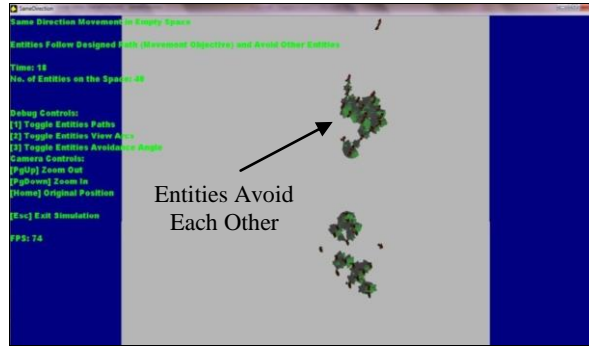 SameDirection
Same Direction Movement in Empty Space
Entities Follow Designed Path (Movement Objective) and Avoid Other Entities
Time: 18
No. of Entities on the Space: 40
Debug Controls:
[1] Toggle Entities Paths
[2] Toggle Entities View Arcs
[3] Toggle Entities Avoidance Angle
Camera Controls:
[PgUp] Zoom Out
[PgDown] Zoom In
[Home] Original Position
[Esc] Exit Simulation
FPS: 74
Entities Avoid
Each Other